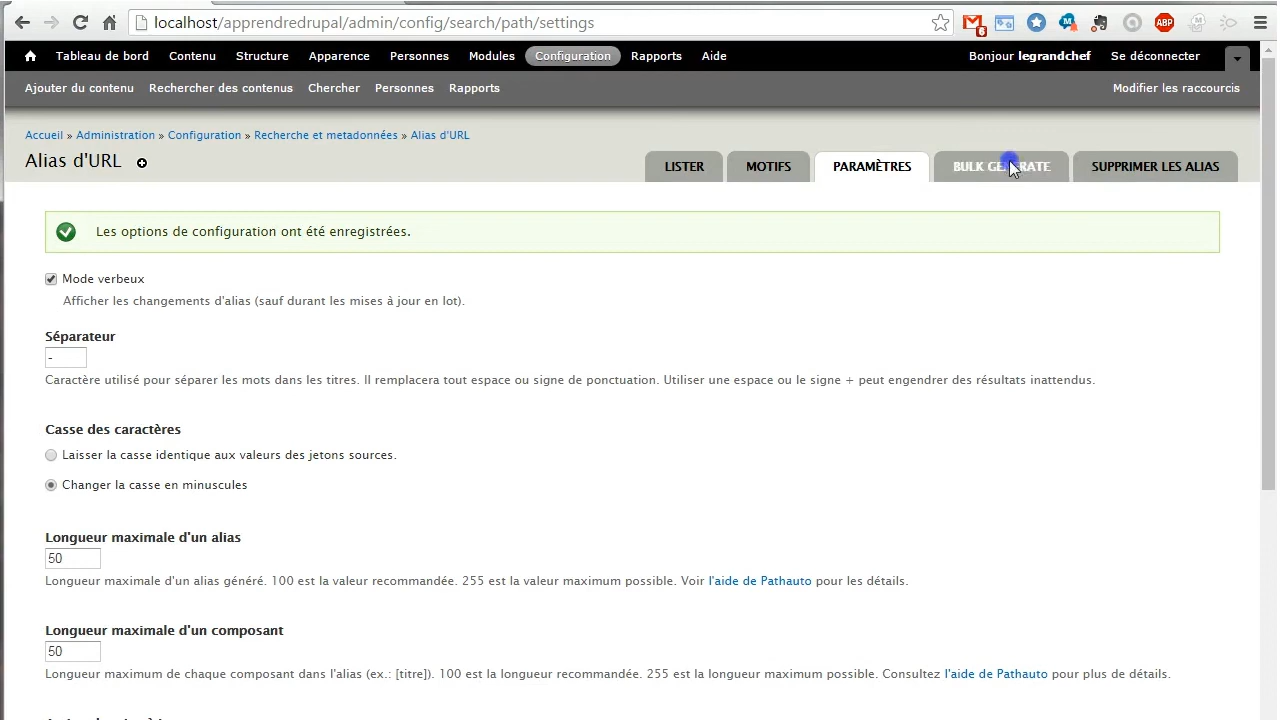 localhost/apprendredrupal/admin/config/search/path/settings
6
ABP
Tableau de bord Contenu Structure Apparence Personnes Modules Configuration Rapports Aide Bonjour legrandchef Se déconnecter
Ajouter du contenu Rechercher des contenus Chercher Personnes Rapports Modifier les raccourcis
Accueil » Administration » Configuration » Recherche et metadonnées » Alias d'URL
Alias d'URL
LISTER MOTIFS PARAMÈTRES BULK GENERATE SUPPRIMER LES ALIAS
Les options de configuration ont été enregistrées.
Mode verbeux
Afficher les changements d'alias (sauf durant les mises à jour en lot).
Séparateur
-
Caractère utilisé pour séparer les mots dans les titres. Il remplacera tout espace ou signe de ponctuation. Utiliser une espace ou le signe + peut engendrer des résultats inattendus.
Casse des caractères
Laisser la casse identique aux valeurs des jetons sources.
Changer la casse en minuscules
Longueur maximale d'un alias
50
Longueur maximale d'un alias généré. 100 est la valeur recommandée. 255 est la valeur maximum possible. Voir l'aide de Pathauto pour les détails.
Longueur maximale d'un composant
50
Longueur maximum de chaque composant dans l'alias (ex.: [titre]). 100 est la longueur recommandée. 255 est la longueur maximum possible. Consultez l'aide de Pathauto pour plus de détails.